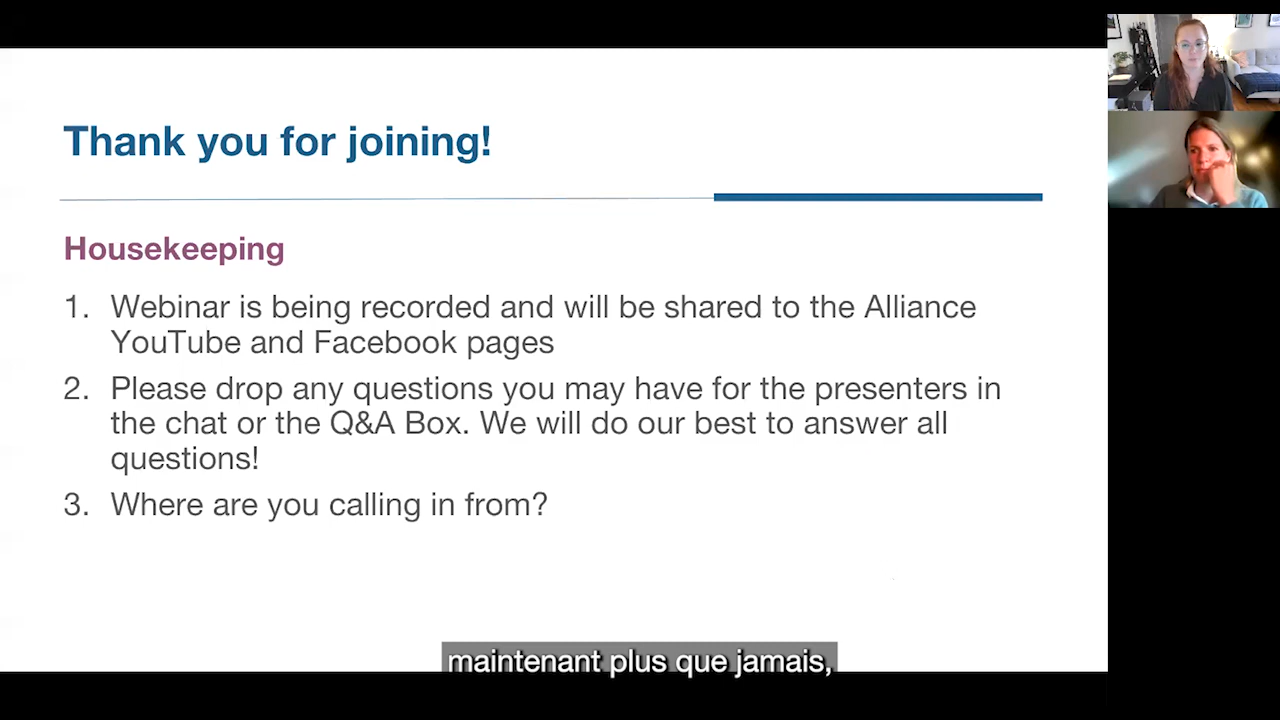 Thank you for joining!
Housekeeping
1. Webinar is being recorded and will be shared to the Alliance
YouTube and Facebook pages
2. Please drop any questions you may have for the presenters in
the chat or the Q&A Box. We will do our best to answer all
questions!
3. Where are you calling in from?
maintenant plus que jamais,